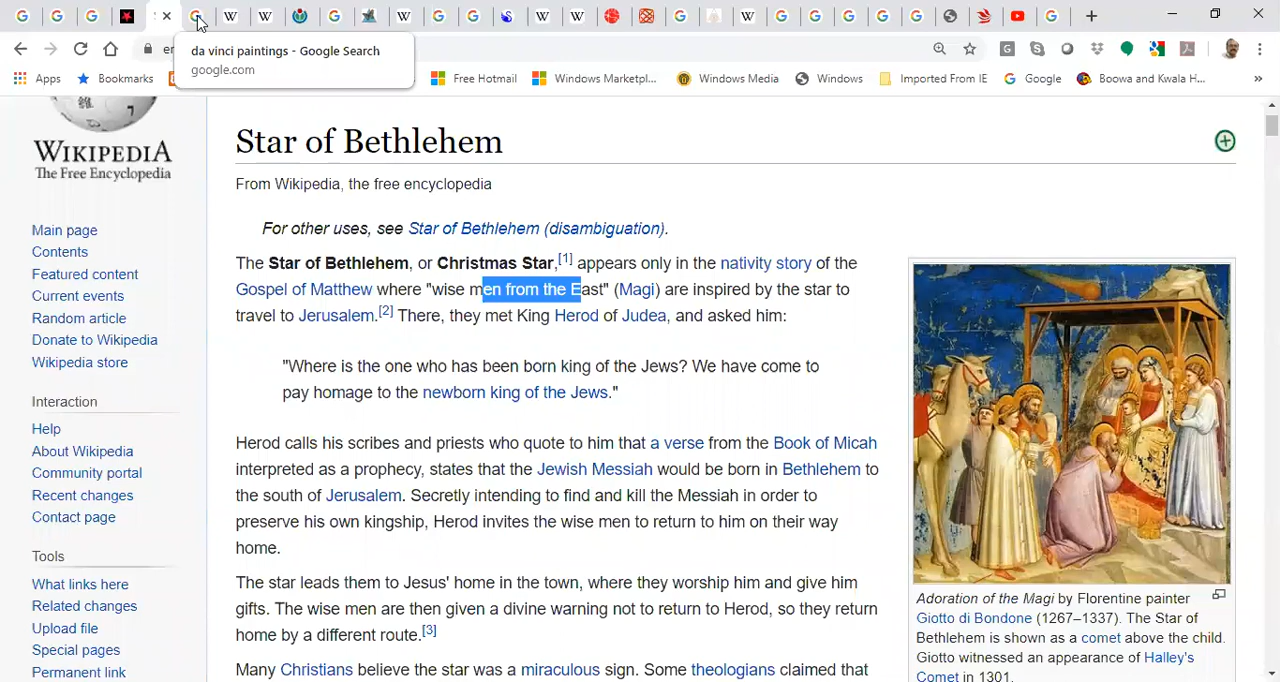 da vinci paintings - Google Search
google.com
Apps
Bookmarks
Free Hotmail
Windows Marketpl...
Windows Media
Windows
Imported From IE
Google
Boowa and Kwala H...
WIKIPEDIA
The Free Encyclopedia
Main page
Contents
Featured content
Current events
Random article
Donate to Wikipedia
Wikipedia store
Interaction
Help
About Wikipedia
Community portal
Recent changes
Contact page
Tools
What links here
Related changes
Upload file
Special pages
Permanent link
Star of Bethlehem
From Wikipedia, the free encyclopedia
For other uses, see Star of Bethlehem (disambiguation).
The Star of Bethlehem, or Christmas Star,[1] appears only in the nativity story of the
Gospel of Matthew where "wise men from the East" (Magi) are inspired by the star to
travel to Jerusalem.[2] There, they met King Herod of Judea, and asked him:
"Where is the one who has been born king of the Jews? We have come to
pay homage to the newborn king of the Jews."
Herod calls his scribes and priests who quote to him that a verse from the Book of Micah
interpreted as a prophecy, states that the Jewish Messiah would be born in Bethlehem to
the south of Jerusalem. Secretly intending to find and kill the Messiah in order to
preserve his own kingship, Herod invites the wise men to return to him on their way
home.
The star leads them to Jesus' home in the town, where they worship him and give him
gifts. The wise men are then given a divine warning not to return to Herod, so they return
home by a different route.[3]
Many Christians believe the star was a miraculous sign. Some theologians claimed that
Adoration of the Magi by Florentine painter
Giotto di Bondone (1267–1337). The Star of
Bethlehem is shown as a comet above the child.
Giotto witnessed an appearance of Halley's
Comet in 1301.